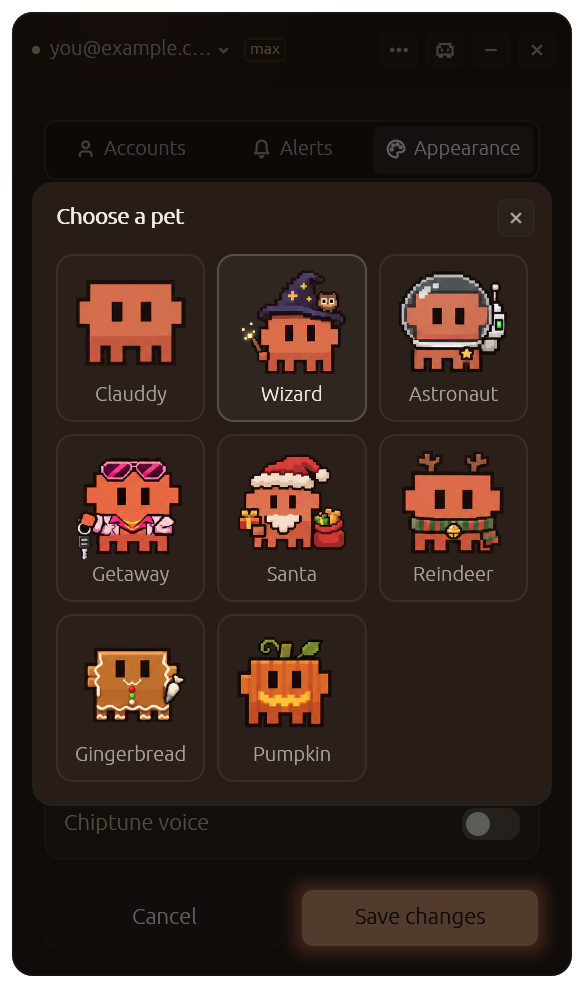 you@example.c...
max
Accounts
Alerts
Appearance
Choose a pet
Clauddy
Wizard
Astronaut
Getaway
Santa
Reindeer
Gingerbread
Pumpkin
Chiptune voice
Cancel
Save changes